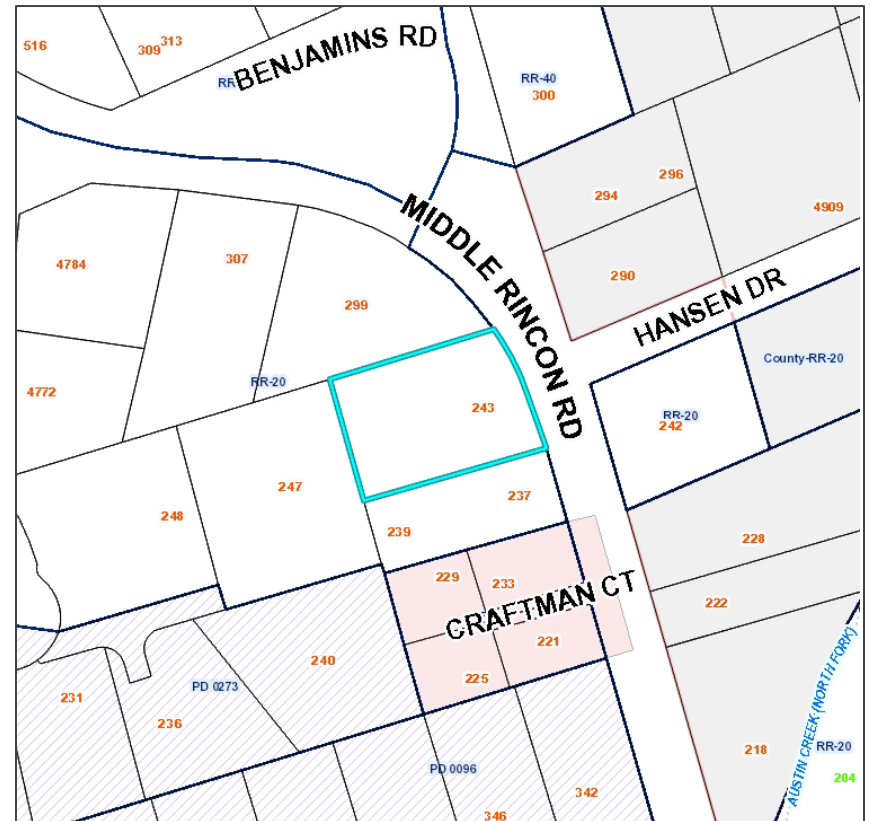 516
309
313
BENJAMINS RD
RR
RR-40
300
294
296
4909
290
MIDDLE RINCON RD
HANSEN DR
4784
307
299
4772
RR-20
243
County-RR-20
RR-20
242
247
248
237
239
228
222
229
233
CRAFTMAN CT
221
225
240
PD 0273
231
236
218
RR-20
204
AUSTIN CREEK (NORTH FORK)
PD 0096
342
346